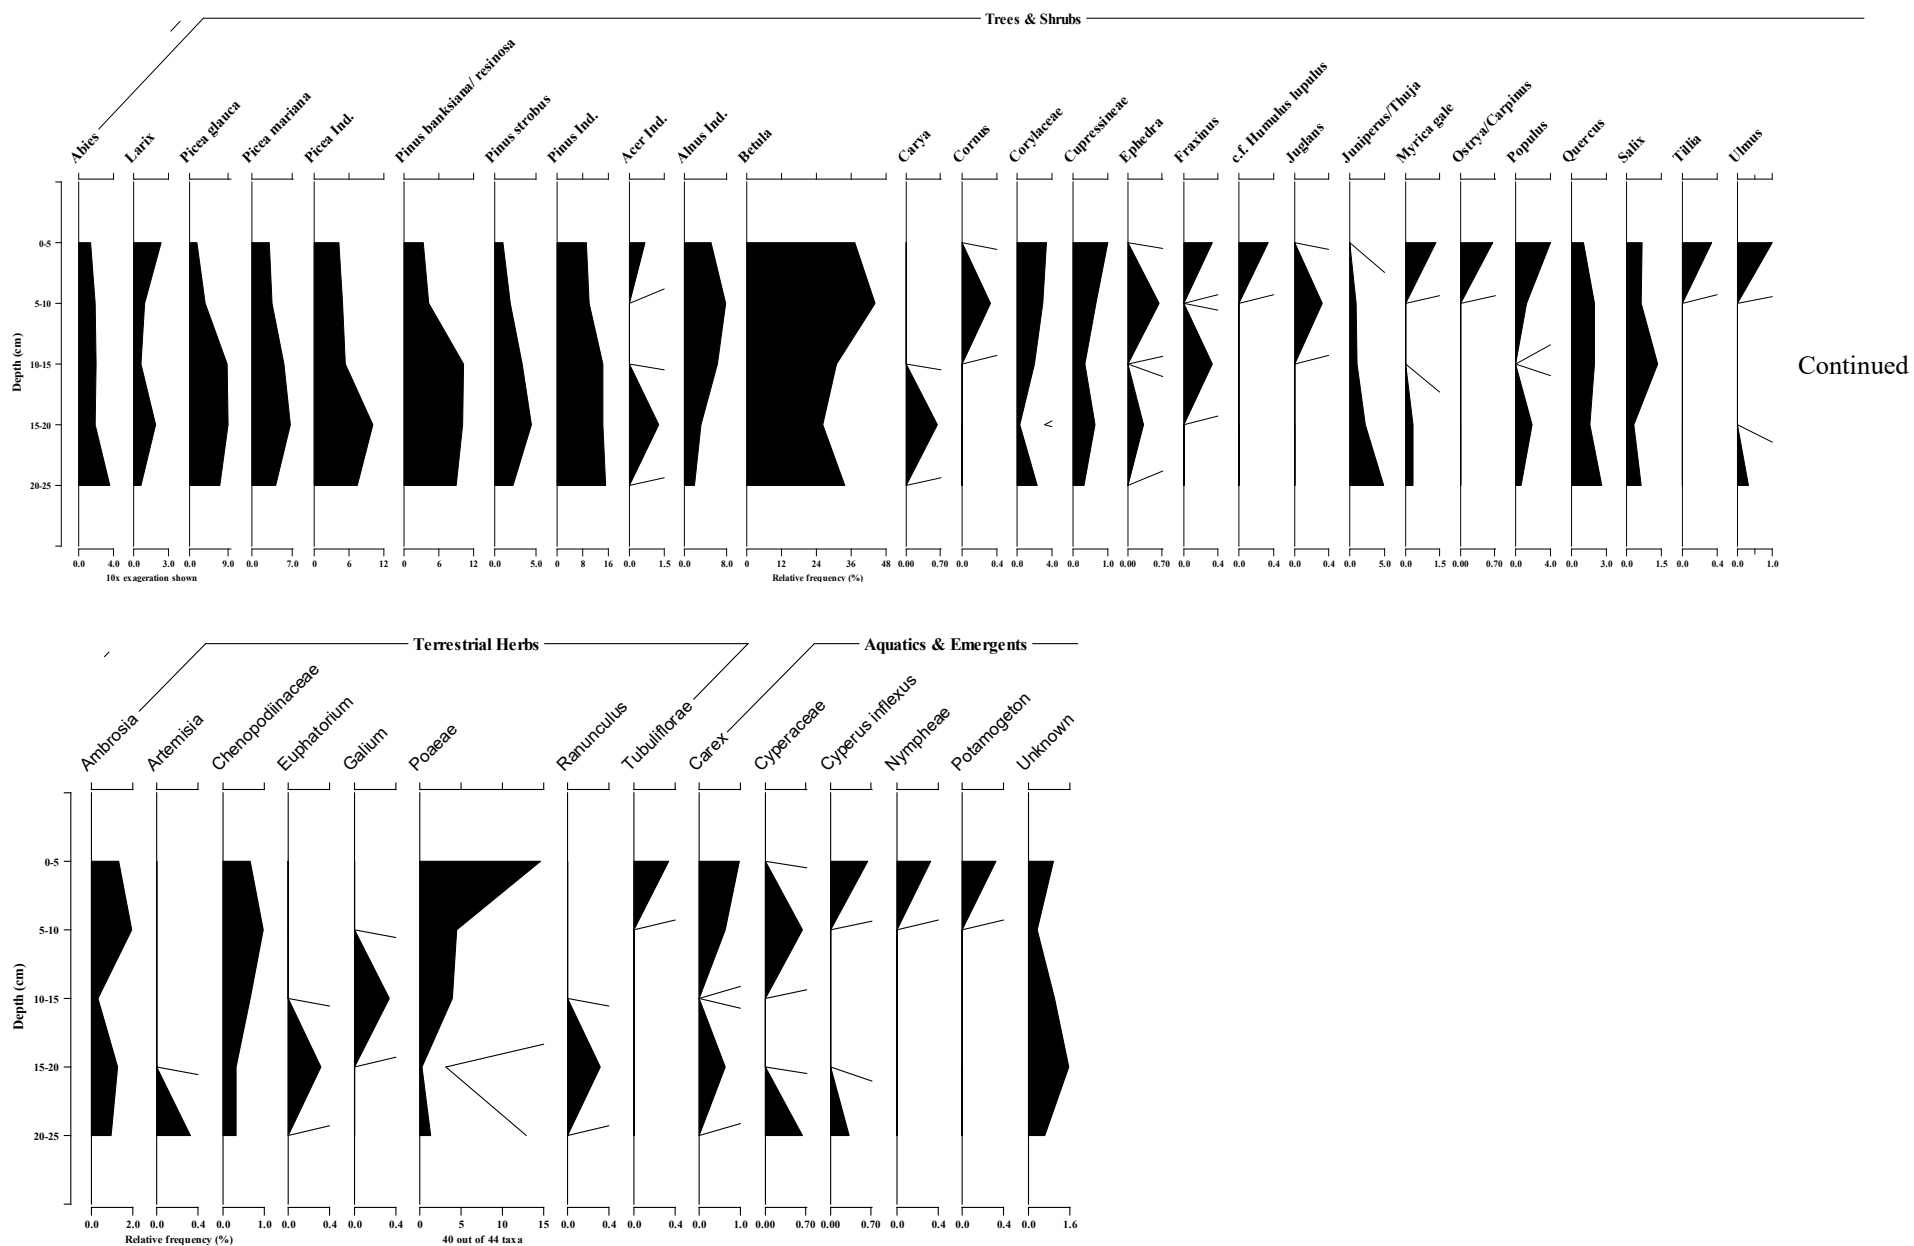 Trees & Shrubs
Abies
Larix
Picea glauca
Picea mariana
Picea Ind.
Pinus banksiana/ resinosa
Pinus strobus
Pinus Ind.
Acer Ind.
Alnus Ind.
Betula
Carya
Cornus
Corylaceae
Cupressineae
Ephedra
Fraxinus
c.f. Humulus lupulus
Juglans
Juniperus/Thuja
Myrica gale
Ostrya/Carpinus
Populus
Quercus
Salix
Tillia
Ulmus
Depth (cm)
0-5
5-10
10-15
15-20
20-25
Continued
0.0 4.0 0.0 3.0 0.0 9.0 0.0 7.0 0 6 12 0 6 12 0.0 5.0 0 8 16 0.0 1.5 0.0 8.0 0 12 24 36 48 0.00 0.70 0.0 0.4 0.0 4.0 0.0 1.0 0.00 0.70 0.0 0.4 0.0 0.4 0.0 0.4 0.0 5.0 0.0 1.5 0.00 0.70 0.0 4.0 0.0 3.0 0.0 1.5 0.0 0.4 0.0 1.0
10x exageration shown
Relative frequency (%)
Terrestrial Herbs
Aquatics & Emergents
Ambrosia
Artemisia
Chenopodiinaceae
Euphatorium
Galium
Poaeae
Ranunculus
Tubuliflorae
Carex
Cyperaceae
Cyperus inflexus
Nympheae
Potamogeton
Unknown
Depth (cm)
0-5
5-10
10-15
15-20
20-25
0.0 2.0 0.0 0.4 0.0 1.0 0.0 0.4 0.0 0.4 0 5 10 15 0.0 0.4 0.0 0.4 0.0 1.0 0.00 0.70 0.00 0.70 0.0 0.4 0.0 0.4 0.0 1.6
Relative frequency (%)
40 out of 44 taxa